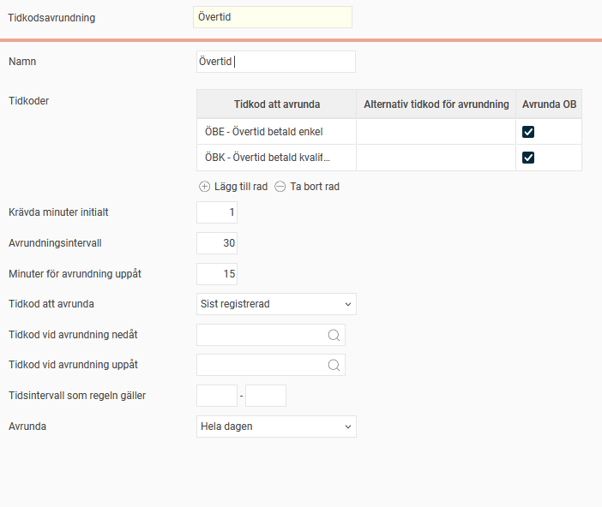 Tidkodsavrundning Övertid
Namn Övertid
Tidkoder Tidkod att avrunda Alternativ tidkod för avrundning Avrunda OB
ÖBE - Övertid betald enkel
ÖBK - Övertid betald kvalif...
Lägg till rad Ta bort rad
Krävda minuter initialt 1
Avrundningsintervall 30
Minuter för avrundning uppåt 15
Tidkod att avrunda Sist registrerad
Tidkod vid avrundning nedåt
Tidkod vid avrundning uppåt
Tidsintervall som regeln gäller -
Avrunda Hela dagen